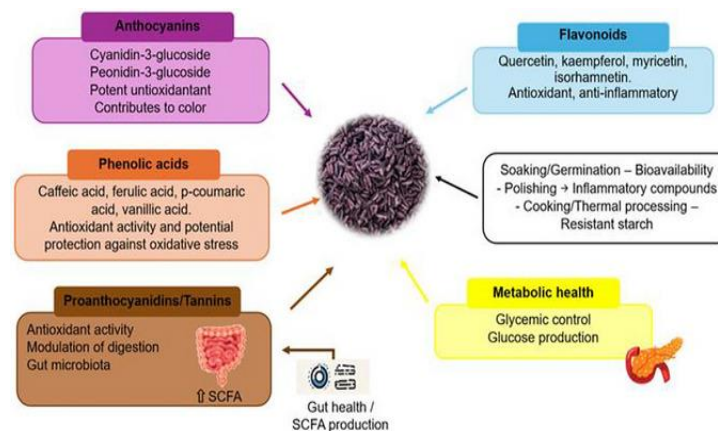 Anthocyanins
Cyanidin-3-glucoside
Peonidin-3-glucoside
Potent untioxidantant
Contributes to color
Flavonoids
Quercetin, kaempferol, myricetin,
isorhamnetin.
Antioxidant, anti-inflammatory
Phenolic acids
Caffeic acid, ferulic acid, p-coumaric
acid, vanillic acid.
Antioxidant activity and potential
protection against oxidative stress
Soaking/Germination – Bioavailability
- Polishing → Inflammatory compounds
- Cooking/Thermal processing –
Resistant starch
Proanthocyanidins/Tannins
Antioxidant activity
Modulation of digestion
Gut microbiota
⇧ SCFA
Gut health /
SCFA production
Metabolic health
Glycemic control
Glucose production